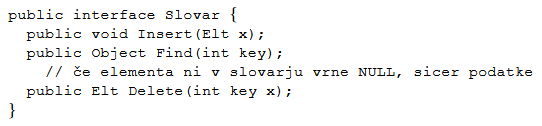 public interface Slovar {
  public void Insert(Elt x);
  public Object Find(int key);
    // če elementa ni v slovarju vrne NULL, sicer podatke
  public Elt Delete(int key x);
}